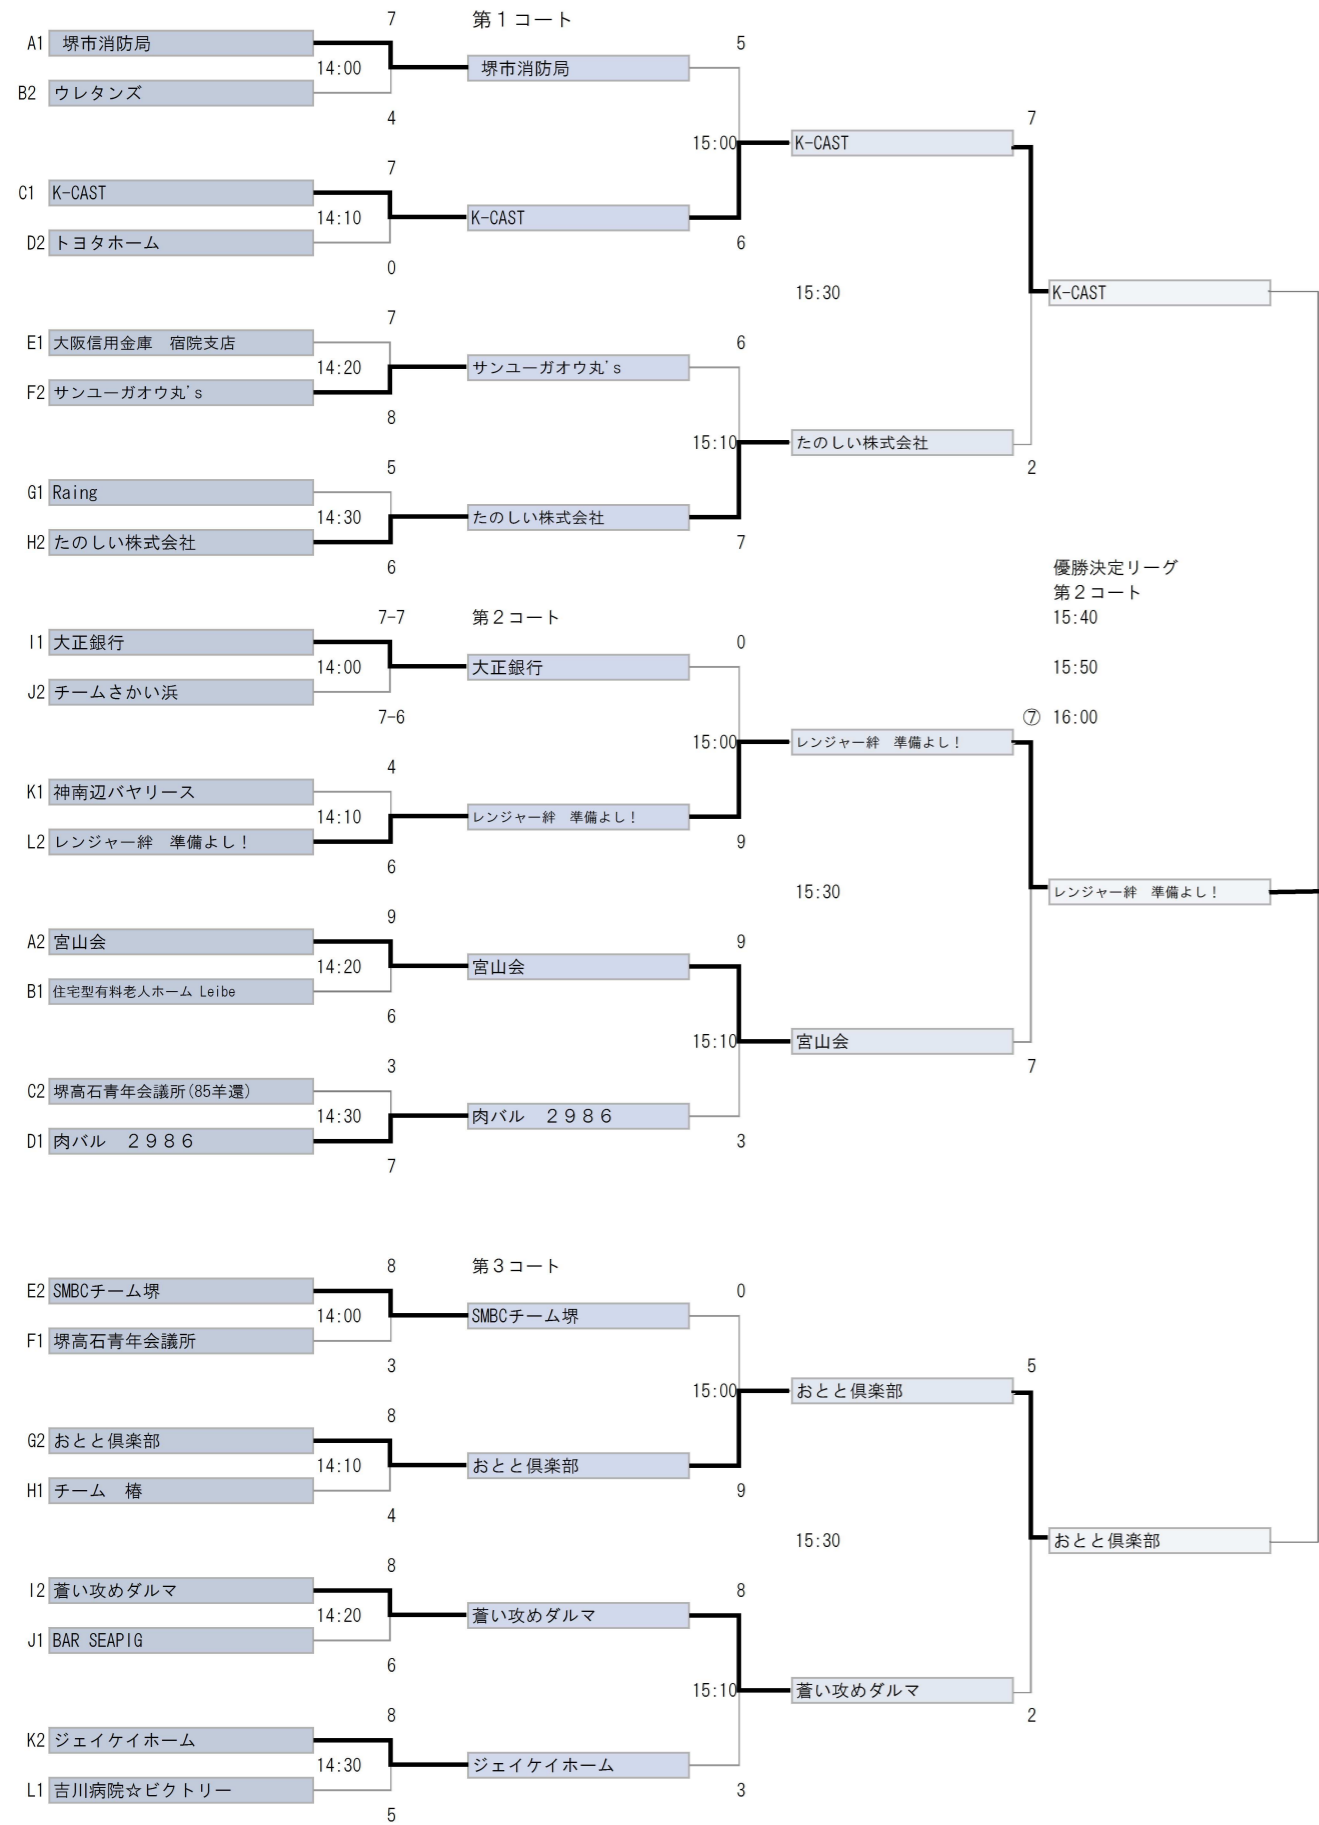 7 第１コート
A1 堺市消防局 5
14:00 堺市消防局
B2 ウレタンズ
4 7
15:00 K-CAST
7
C1 K-CAST
14:10 K-CAST
D2 トヨタホーム 6
0
15:30 K-CAST
7
E1 大阪信用金庫　宿院支店 6
14:20 サンユーガオウ丸's
F2 サンユーガオウ丸's
8
15:10 たのしい株式会社
5 2
G1 Raing
14:30 たのしい株式会社
H2 たのしい株式会社 7
6 優勝決定リーグ
第２コート
7-7 第２コート 15:40
I1 大正銀行 0
14:00 大正銀行 15:50
J2 チームさかい浜
7-6 ⑦ 16:00
15:00 レンジャー絆　準備よし！
4
K1 神南辺バヤリース
14:10 レンジャー絆　準備よし！
L2 レンジャー絆　準備よし！ 9
6
15:30 レンジャー絆　準備よし！
9
A2 宮山会 9
14:20 宮山会
B1 住宅型有料老人ホーム Leibe
6
15:10 宮山会
3 7
C2 堺高石青年会議所(85羊還)
14:30 肉バル　２９８６
D1 肉バル　２９８６ 3
7
8 第３コート
E2 SMBCチーム堺 0
14:00 SMBCチーム堺
F1 堺高石青年会議所
3 5
15:00 おとと倶楽部
8
G2 おとと倶楽部
14:10 おとと倶楽部
H1 チーム　椿 9
4
15:30 おとと倶楽部
8
I2 蒼い攻めダルマ 8
14:20 蒼い攻めダルマ
J1 BAR SEAPIG
6
15:10 蒼い攻めダルマ
8 2
K2 ジェイケイホーム
14:30 ジェイケイホーム
L1 吉川病院☆ビクトリー 3
5